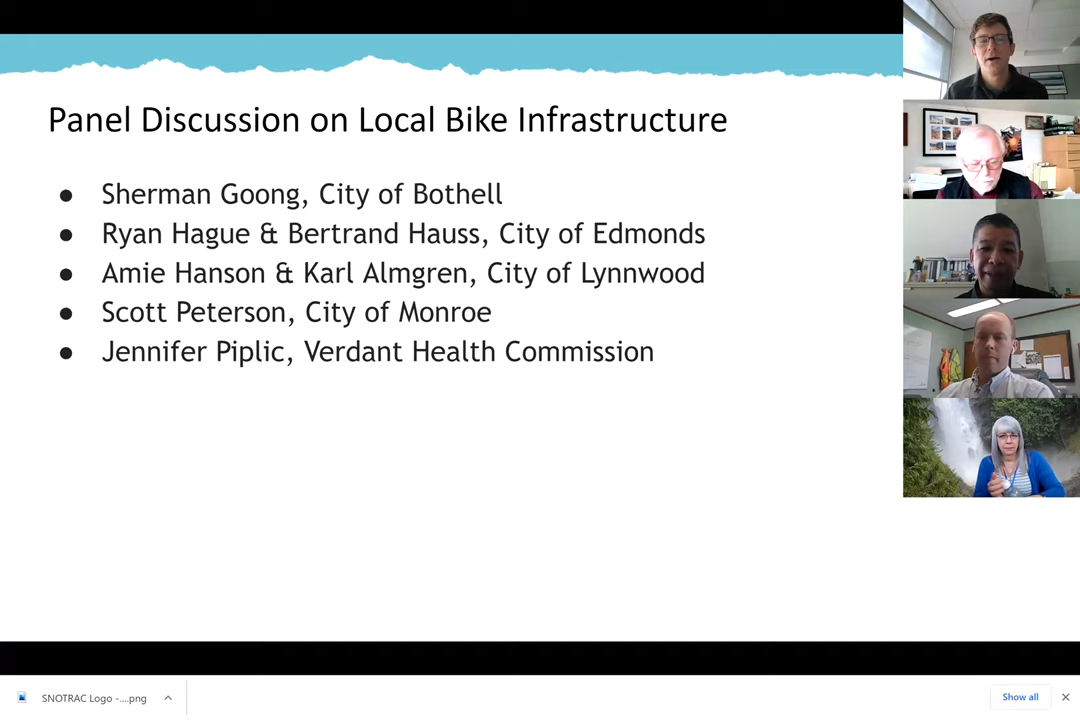 Panel Discussion on Local Bike Infrastructure
● Sherman Goong, City of Bothell
● Ryan Hague & Bertrand Hauss, City of Edmonds
● Amie Hanson & Karl Almgren, City of Lynnwood
● Scott Peterson, City of Monroe
● Jennifer Piplic, Verdant Health Commission
SNOTRAC Logo -....png
Show all